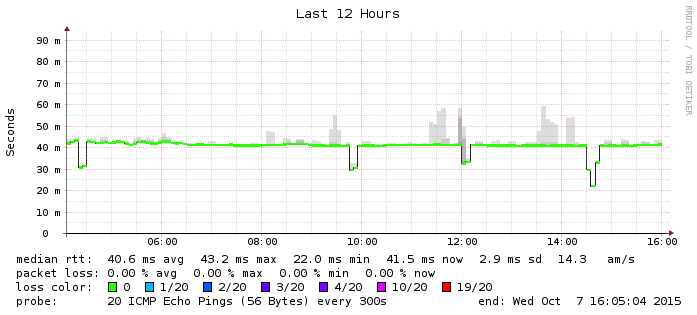 Last 12 Hours
RRDTOOL / TOBI OETIKER
Seconds
90 m
80 m
70 m
60 m
50 m
40 m
30 m
20 m
10 m
0
06:00 08:00 10:00 12:00 14:00 16:00
median rtt: 40.6 ms avg 43.2 ms max 22.0 ms min 41.5 ms now 2.9 ms sd 14.3 am/s
packet loss: 0.00 % avg 0.00 % max 0.00 % min 0.00 % now
loss color: 0 1/20 2/20 3/20 4/20 10/20 19/20
probe: 20 ICMP Echo Pings (56 Bytes) every 300s end: Wed Oct 7 16:05:04 2015